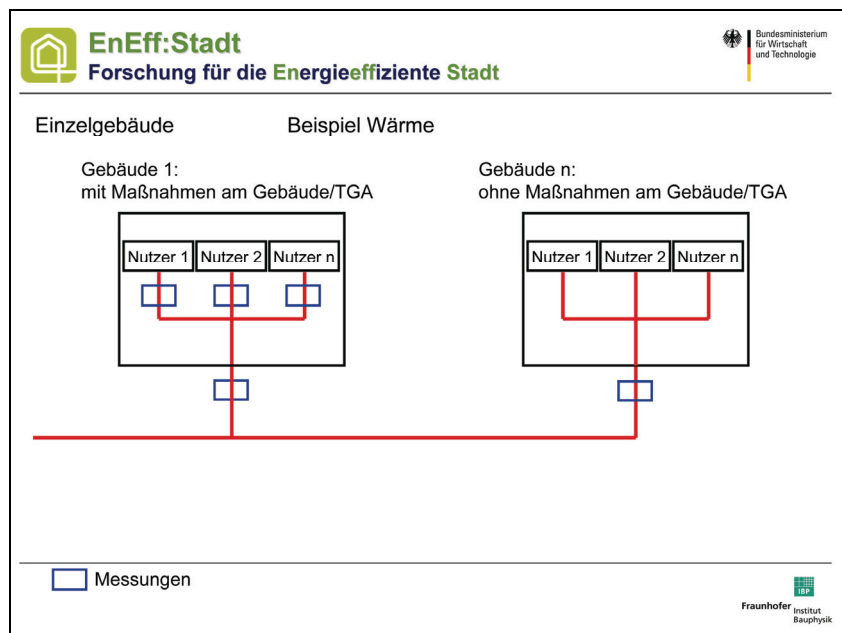 EnEff:Stadt
Forschung für die Energieeffiziente Stadt
Bundesministerium
für Wirtschaft
und Technologie
Einzelgebäude Beispiel Wärme
Gebäude 1:
mit Maßnahmen am Gebäude/TGA
Nutzer 1 Nutzer 2 Nutzer n
Gebäude n:
ohne Maßnahmen am Gebäude/TGA
Nutzer 1 Nutzer 2 Nutzer n
Messungen
IBP
Fraunhofer Institut
Bauphysik